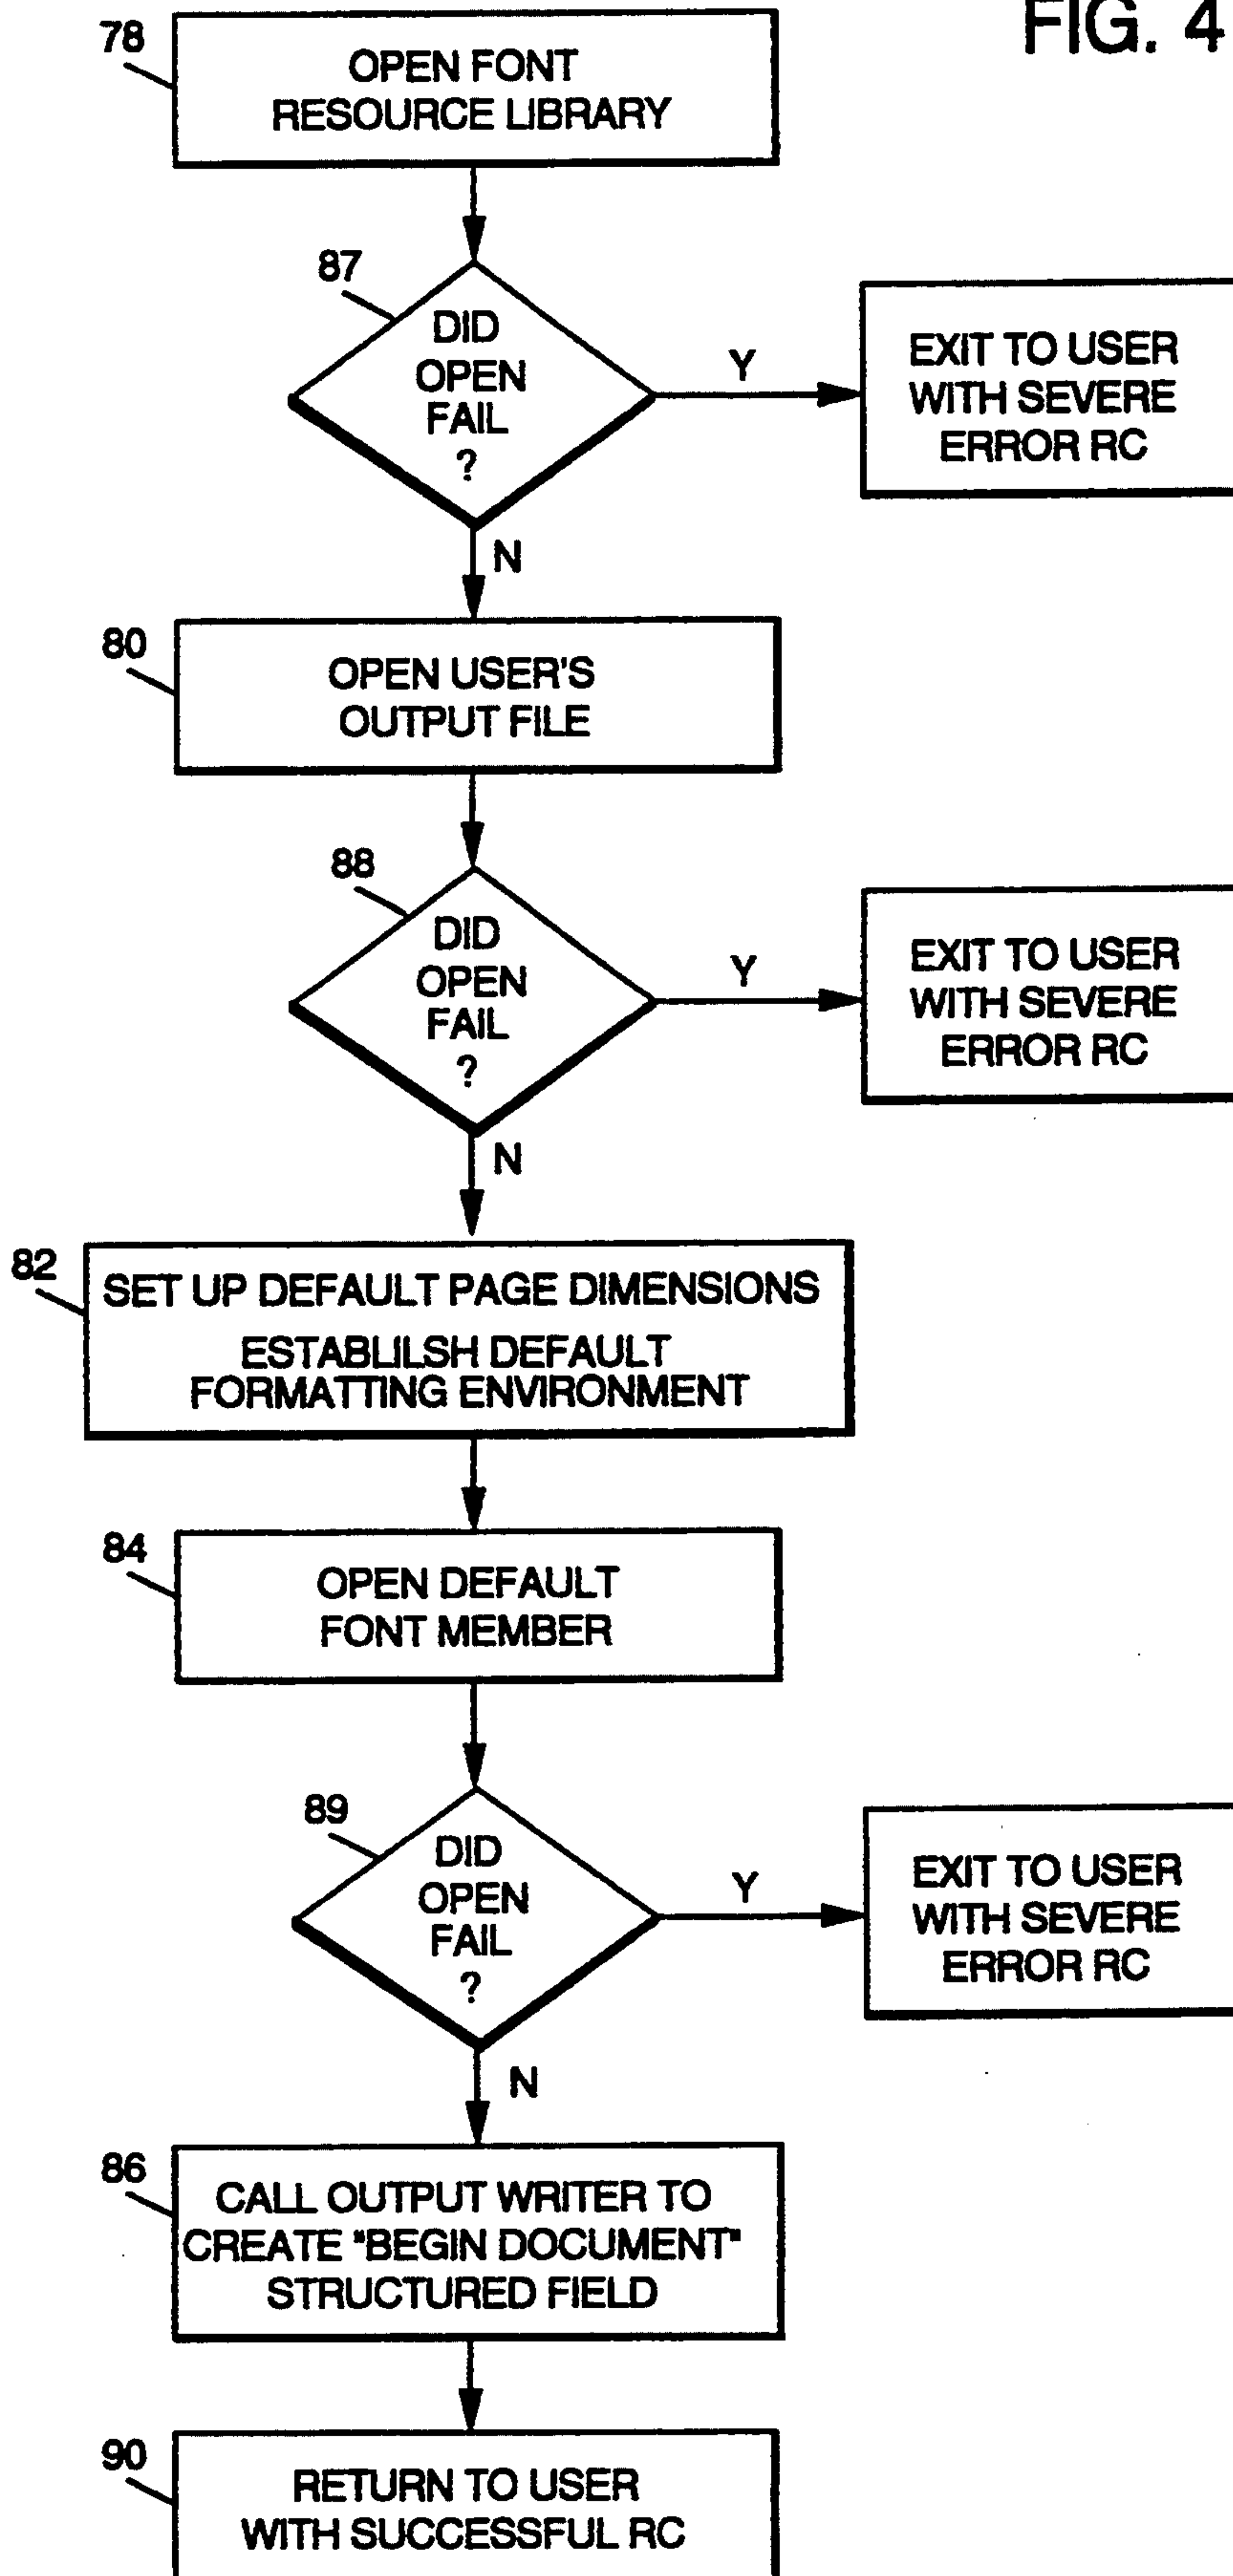 FIG. 4
78
OPEN FONT
RESOURCE LIBRARY
87
DID
OPEN
FAIL
?
Y
EXIT TO USER
WITH SEVERE
ERROR RC
N
80
OPEN USER'S
OUTPUT FILE
88
DID
OPEN
FAIL
?
Y
EXIT TO USER
WITH SEVERE
ERROR RC
N
82
SET UP DEFAULT PAGE DIMENSIONS
ESTABLILSH DEFAULT
FORMATTING ENVIRONMENT
84
OPEN DEFAULT
FONT MEMBER
89
DID
OPEN
FAIL
?
Y
EXIT TO USER
WITH SEVERE
ERROR RC
N
86
CALL OUTPUT WRITER TO
CREATE "BEGIN DOCUMENT"
STRUCTURED FIELD
90
RETURN TO USER
WITH SUCCESSFUL RC